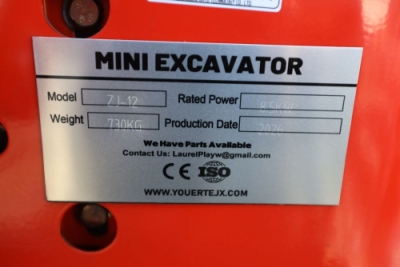 MINI EXCAVATOR
Model ZJ-12 Rated Power
Weight 730KG Production Date
We Have Parts Available
Contact Us: LaurelPlayw@gmail.com
CE ISO
WWW.YOUERTEJX.COM